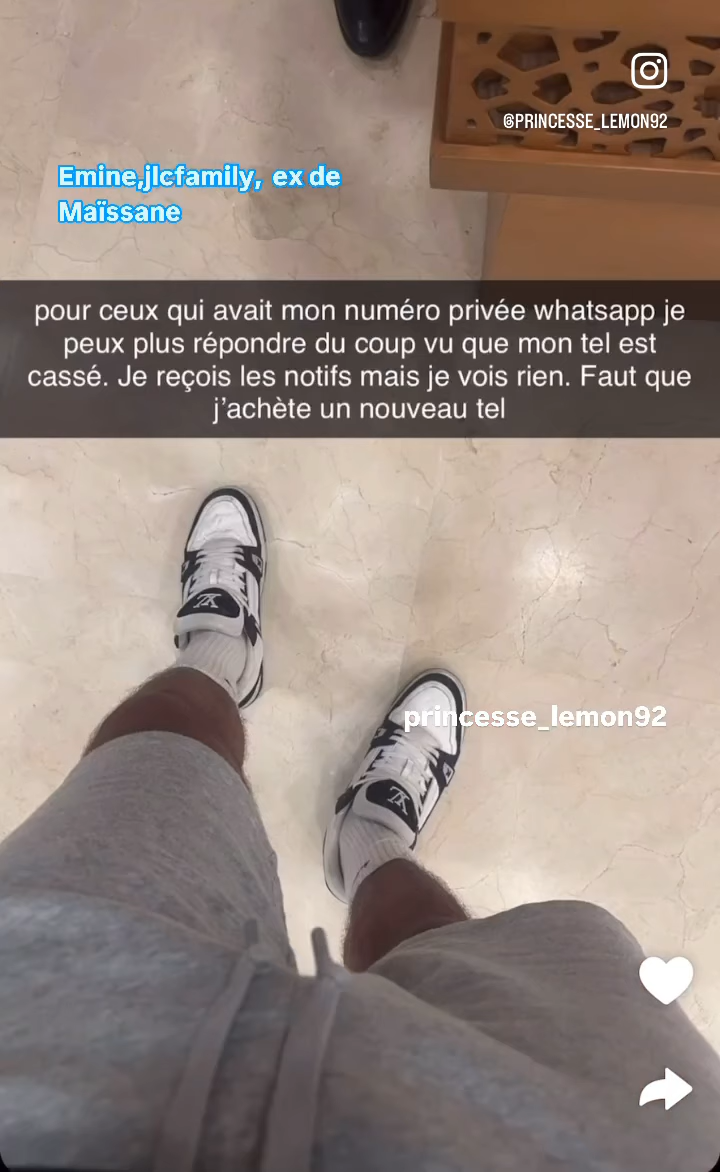 @PRINCESSE_LEMON92
Emine,jlcfamily, ex de
Maïssane
pour ceux qui avait mon numéro privée whatsapp je
peux plus répondre du coup vu que mon tel est
cassé. Je reçois les notifs mais je vois rien. Faut que
j’achète un nouveau tel
princesse_lemon92